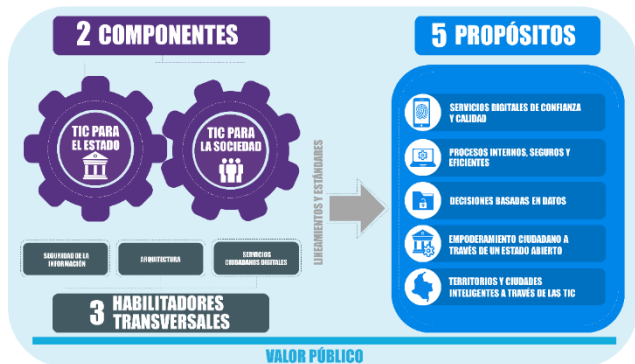 2 COMPONENTES
5 PROPÓSITOS
TIC PARA
EL ESTADO
TIC PARA
LA SOCIEDAD
LINEAMIENTOS Y ESTÁNDARES
SERVICIOS DIGITALES DE CONFIANZA
Y CALIDAD
PROCESOS INTERNOS, SEGUROS Y
EFICIENTES
DECISIONES BASADAS EN DATOS
EMPODERAMIENTO CIUDADANO A
TRAVÉS DE UN ESTADO ABIERTO
TERRITORIOS Y CIUDADES
INTELIGENTES A TRAVÉS DE LAS TIC
SEGURIDAD DE LA
INFORMACIÓN
ARQUITECTURA
SERVICIOS
CIUDADANOS DIGITALES
3 HABILITADORES
TRANSVERSALES
VALOR PÚBLICO